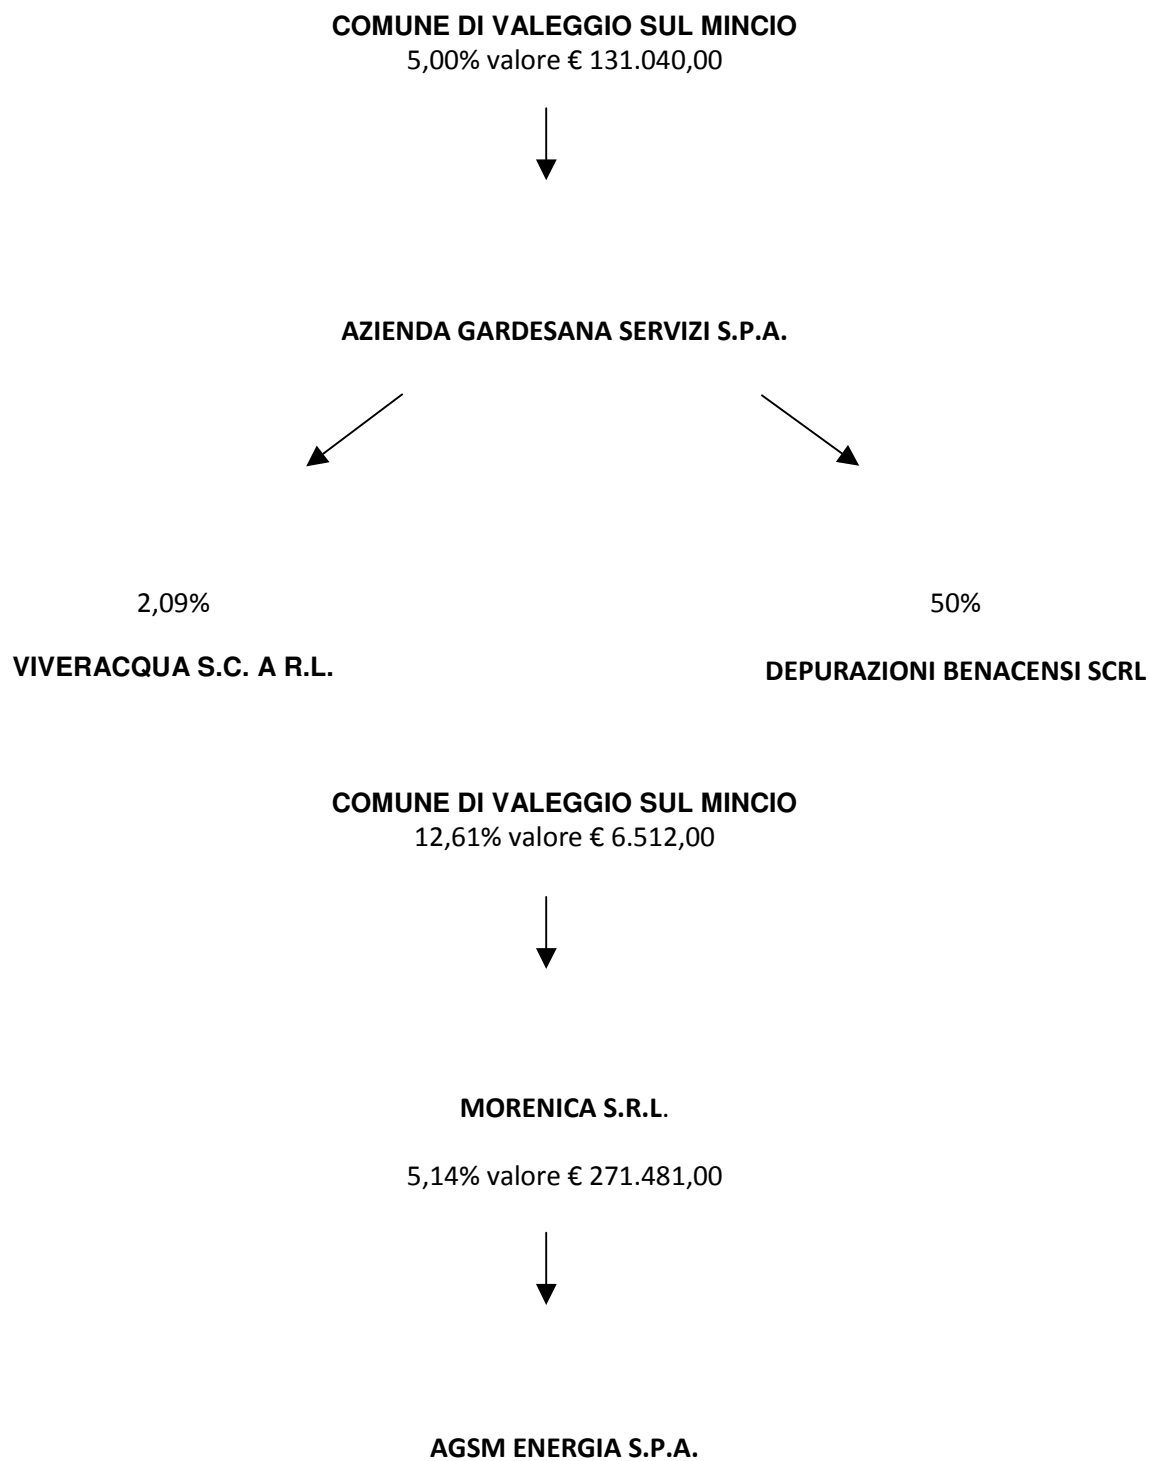 COMUNE DI VALEGGIO SUL MINCIO
5,00% valore € 131.040,00
AZIENDA GARDESANA SERVIZI S.P.A.
2,09%
50%
VIVERACQUA S.C. A R.L.
DEPURAZIONI BENACENSI SCRL
COMUNE DI VALEGGIO SUL MINCIO
12,61% valore € 6.512,00
MORENICA S.R.L.
5,14% valore € 271.481,00
AGSM ENERGIA S.P.A.